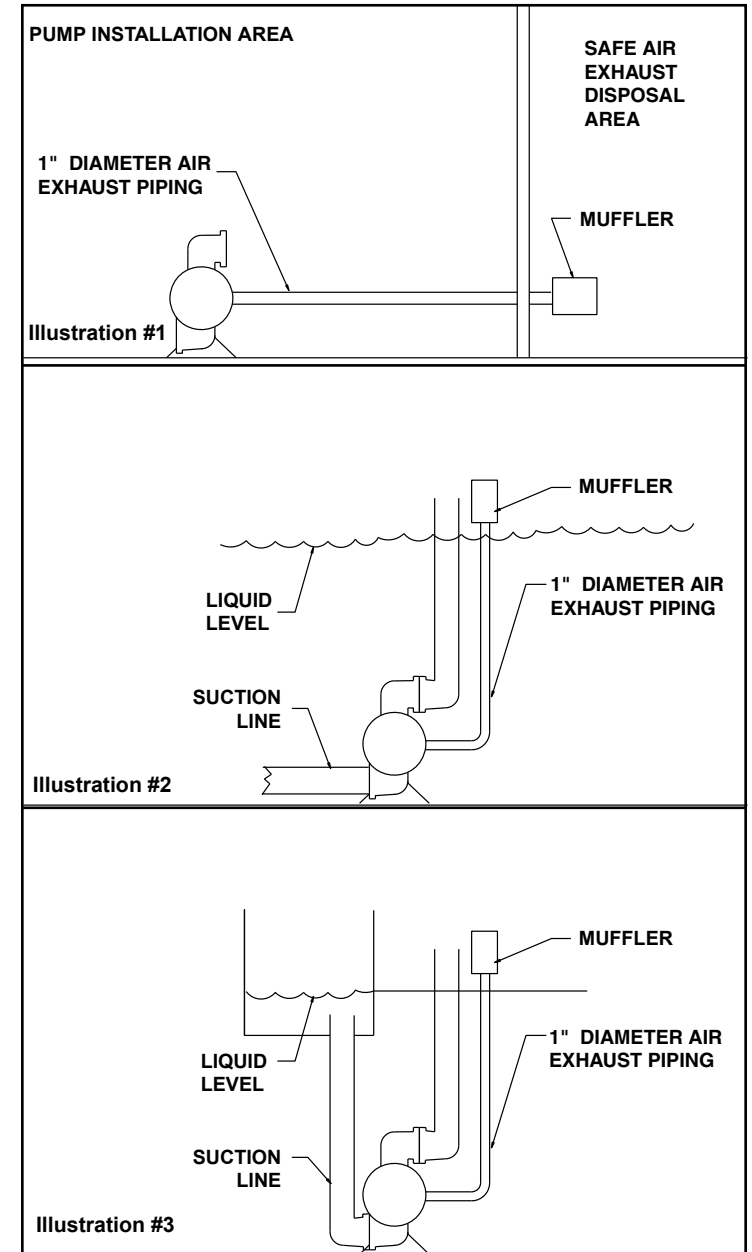 PUMP INSTALLATION AREA
SAFE AIR
EXHAUST
DISPOSAL
AREA
1" DIAMETER AIR
EXHAUST PIPING
MUFFLER
Illustration #1
MUFFLER
LIQUID
LEVEL
1" DIAMETER AIR
EXHAUST PIPING
SUCTION
LINE
Illustration #2
MUFFLER
LIQUID
LEVEL
1" DIAMETER AIR
EXHAUST PIPING
SUCTION
LINE
Illustration #3